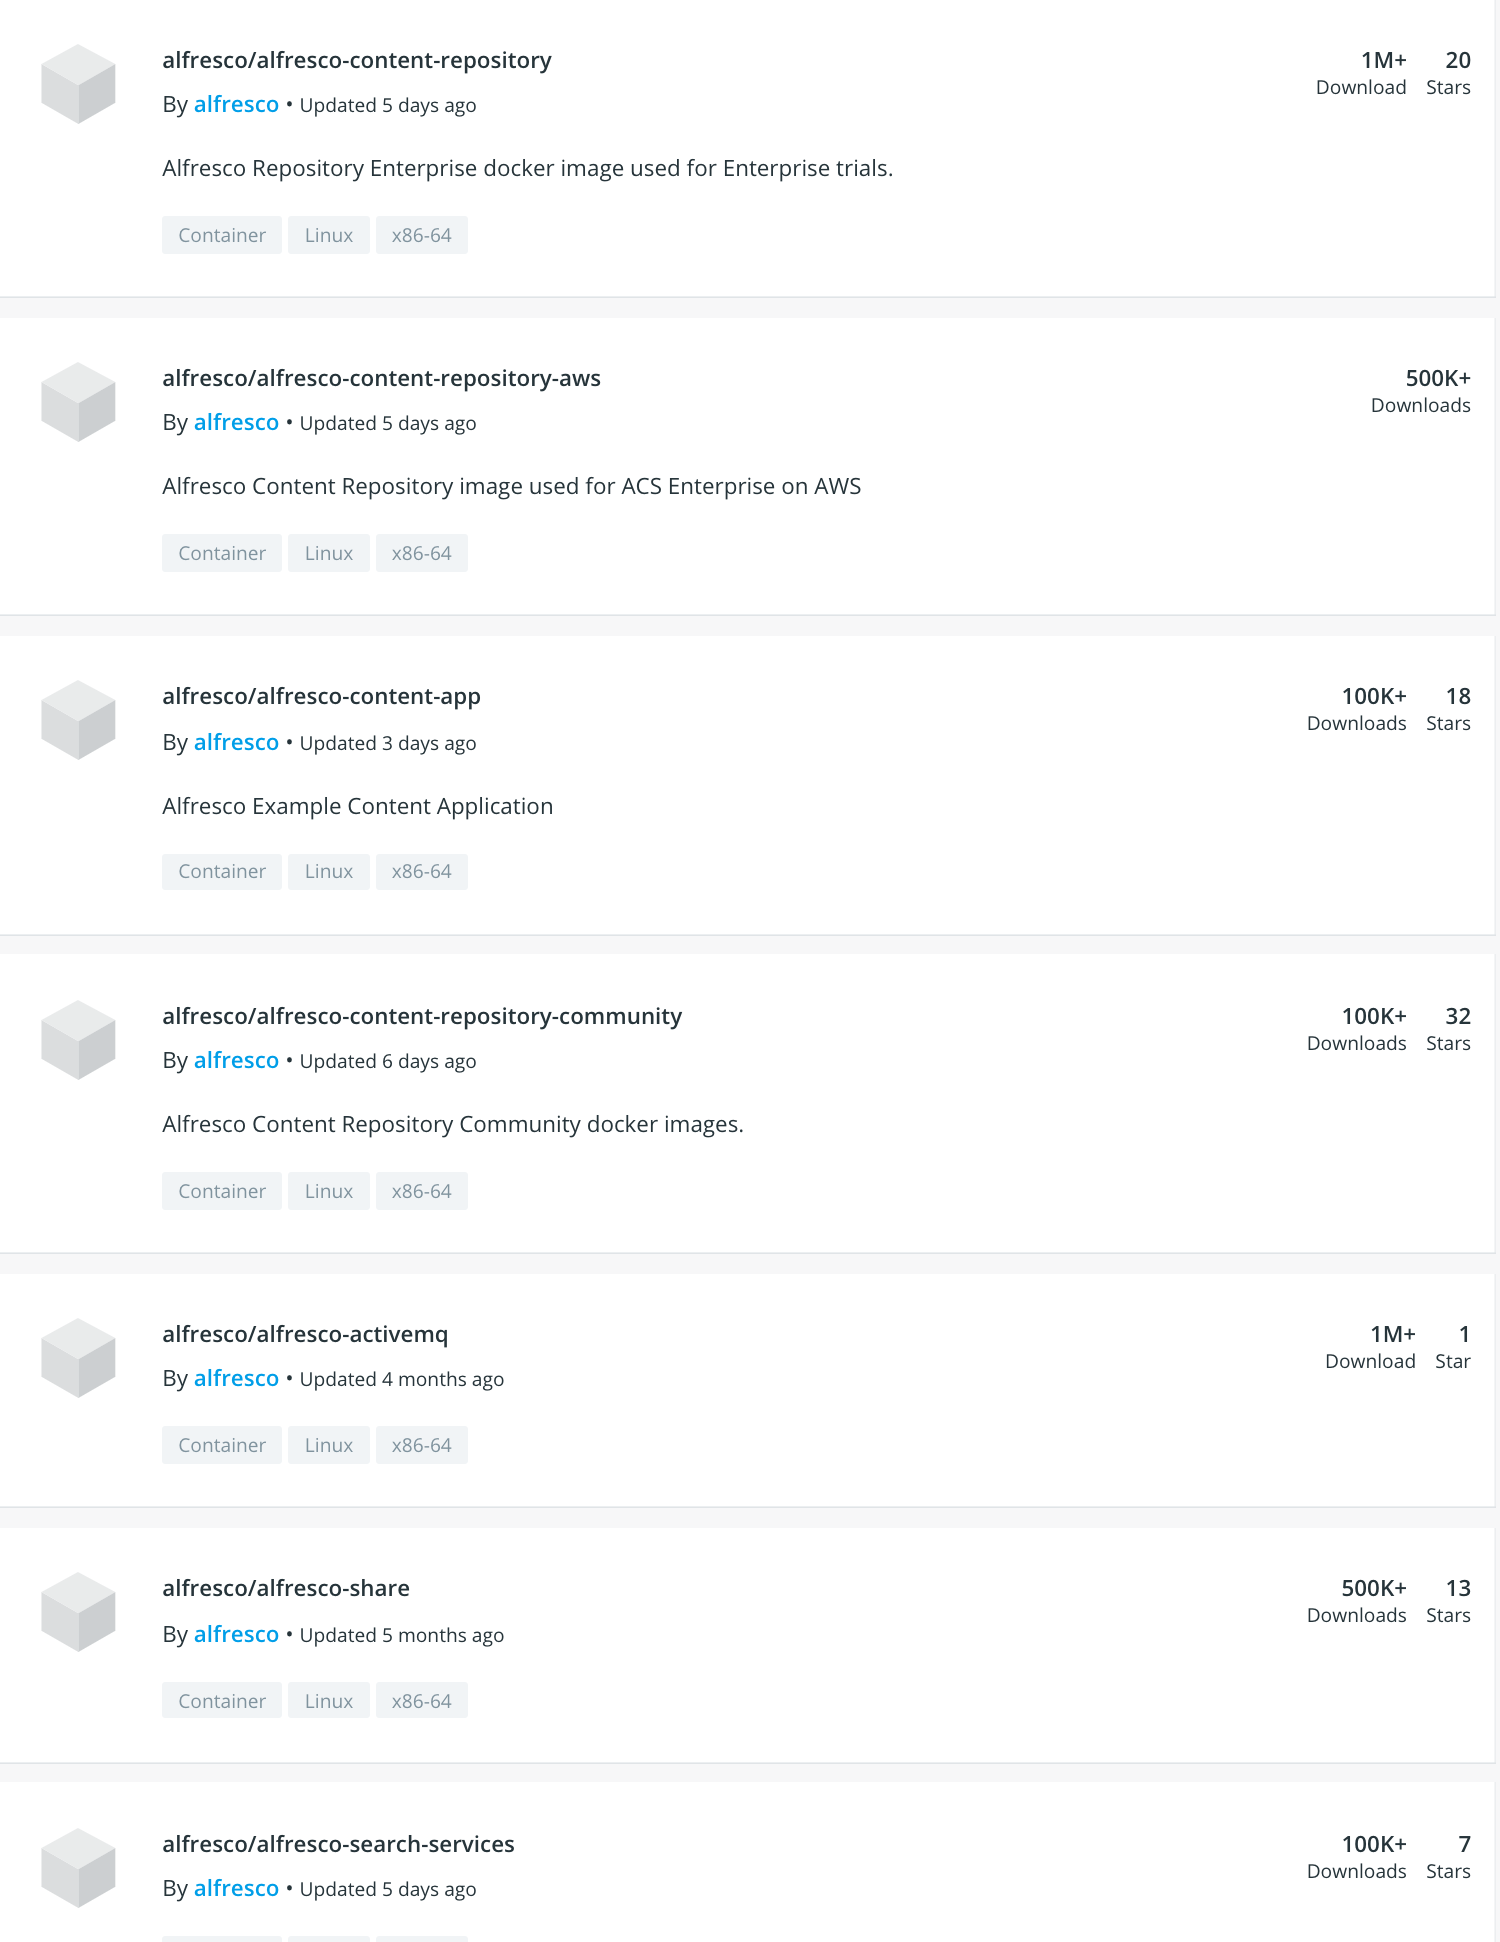 alfresco/alfresco-content-repository
1M+ 20
Download Stars
By alfresco • Updated 5 days ago
Alfresco Repository Enterprise docker image used for Enterprise trials.
Container Linux x86-64
alfresco/alfresco-content-repository-aws
500K+
Downloads
By alfresco • Updated 5 days ago
Alfresco Content Repository image used for ACS Enterprise on AWS
Container Linux x86-64
alfresco/alfresco-content-app
100K+ 18
Downloads Stars
By alfresco • Updated 3 days ago
Alfresco Example Content Application
Container Linux x86-64
alfresco/alfresco-content-repository-community
100K+ 32
Downloads Stars
By alfresco • Updated 6 days ago
Alfresco Content Repository Community docker images.
Container Linux x86-64
alfresco/alfresco-activemq
1M+ 1
Download Star
By alfresco • Updated 4 months ago
Container Linux x86-64
alfresco/alfresco-share
500K+ 13
Downloads Stars
By alfresco • Updated 5 months ago
Container Linux x86-64
alfresco/alfresco-search-services
100K+ 7
Downloads Stars
By alfresco • Updated 5 days ago